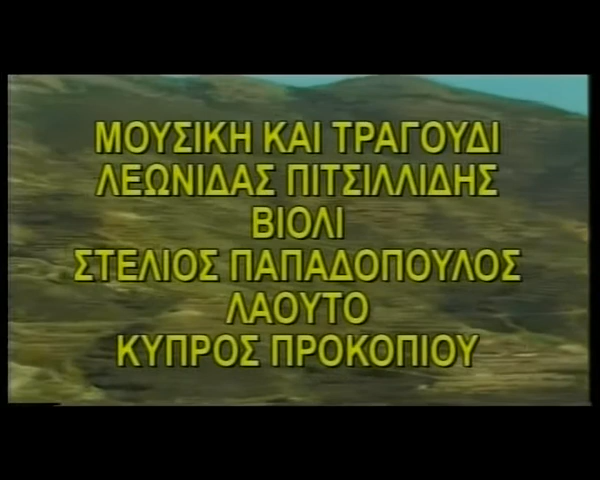 ΜΟΥΣΙΚΗ ΚΑΙ ΤΡΑΓΟΥΔΙ
ΛΕΩΝΙΔΑΣ ΠΙΤΣΙΛΛΙΔΗΣ
ΒΙΟΛΙ
ΣΤΕΛΙΟΣ ΠΑΠΑΔΟΠΟΥΛΟΣ
ΛΑΟΥΤΟ
ΚΥΠΡΟΣ ΠΡΟΚΟΠΙΟΥ